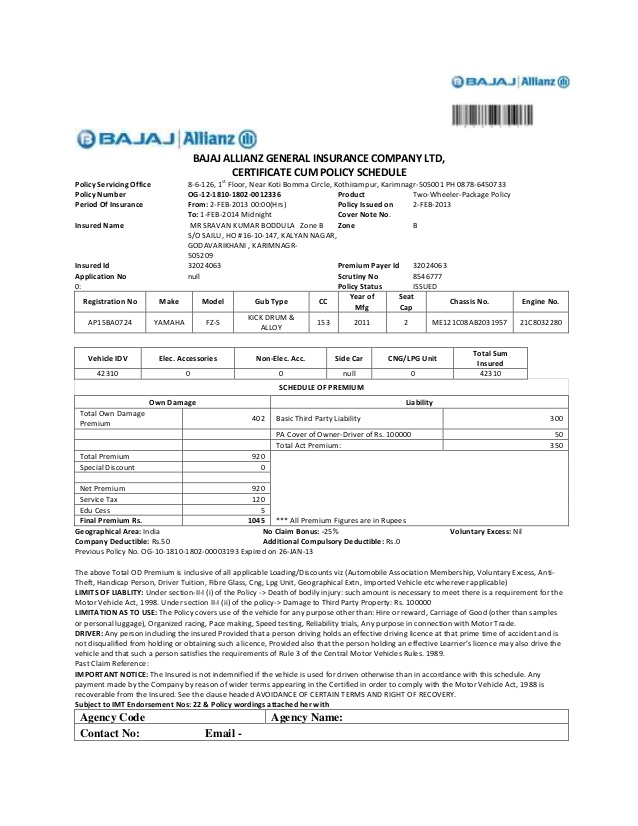 BAJAJ | Allianz
BAJAJ | Allianz
BAJAJ ALLIANZ GENERAL INSURANCE COMPANY LTD,
CERTIFICATE CUM POLICY SCHEDULE
Policy Servicing Office 8-6-126, 1st Floor, Near Koti Bomma Circle, Kothirampur, Karimnagr-505001 PH 0878-6450733
Policy Number OG-12-1810-1802-0012336 Product Two-Wheeler-Package Policy
Period Of Insurance From: 2-FEB-2013 00:00(Hrs) Policy Issued on 2-FEB-2013
To: 1-FEB-2014 Midnight Cover Note No.
Insured Name MR SRAVAN KUMAR BODDULA Zone B Zone B
S/O SAILU, HO #16-10-147, KALYAN NAGAR,
GODAVARIKHANI, KARIMNAGR-
505209
Insured Id 32024063 Premium Payer Id 32024063
Application No null Scrutiny No 8546777
0: Policy Status ISSUED
Registration No Make Model Gub Type CC Year of Mfg Seat Cap Chassis No. Engine No.
AP15BA0724 YAMAHA FZ-S KICK DRUM & ALLOY 153 2011 2 ME121C08AB2031957 21C8032280
Vehicle IDV Elec. Accessories Non-Elec. Acc. Side Car CNG/LPG Unit Total Sum Insured
42310 0 0 null 0 42310
SCHEDULE OF PREMIUM
Own Damage Liability
Total Own Damage Premium 402 Basic Third Party Liability 300
PA Cover of Owner-Driver of Rs. 100000 50
Total Act Premium: 350
Total Premium 920
Special Discount 0
Net Premium 920
Service Tax 120
Edu Cess 5
Final Premium Rs. 1045 *** All Premium Figures are in Rupees
Geographical Area: India No Claim Bonus: -25% Voluntary Excess: Nil
Company Deductible: Rs.50 Additional Compulsory Deductible: Rs.0
Previous Policy No. OG-10-1810-1802-00003193 Expired on 26-JAN-13
The above Total OD Premium is inclusive of all applicable Loading/Discounts viz (Automobile Association Membership, Voluntary Excess, Anti-
Theft, Handicap Person, Driver Tuition, Fibre Glass, Cng, Lpg Unit, Geographical Extn, Imported Vehicle etc wherever applicable)
LIMITS OF LIABLITY: Under section-II-I (i) of the Policy -> Death of bodily injury: such amount is necessary to meet there is a requirement for the
Motor Vehicle Act, 1998. Under section II-I (ii) of the policy-> Damage to Third Party Property: Rs. 100000
LIMITATION AS TO USE: The Policy covers use of the vehicle for any purpose other than: Hire or reward, Carriage of Good (other than samples
or personal luggage), Organized racing, Pace making, Speed testing, Reliability trials, Any purpose in connection with Motor Trade.
DRIVER: Any person including the insured Provided that a person driving holds an effective driving licence at that prime time of accident and is
not disqualified from holding or obtaining such a licence, Provided also that the person holding an effective Learner's licence may also drive the
vehicle and that such a person satisfies the requirements of Rule 3 of the Central Motor Vehicles Rules. 1989.
Past Claim Reference:
IMPORTANT NOTICE: The Insured is not indemnified if the vehicle is used for driven otherwise than in accordance with this schedule. Any
payment made by the Company by reason of wider terms appearing in the Certified in order to comply with the Motor Vehicle Act, 1988 is
recoverable from the Insured. See the clause headed AVOIDANCE OF CERTAIN TERMS AND RIGHT OF RECOVERY.
Subject to IMT Endorsement Nos: 22 & Policy wordings attached her with
Agency Code Agency Name:
Contact No: Email -